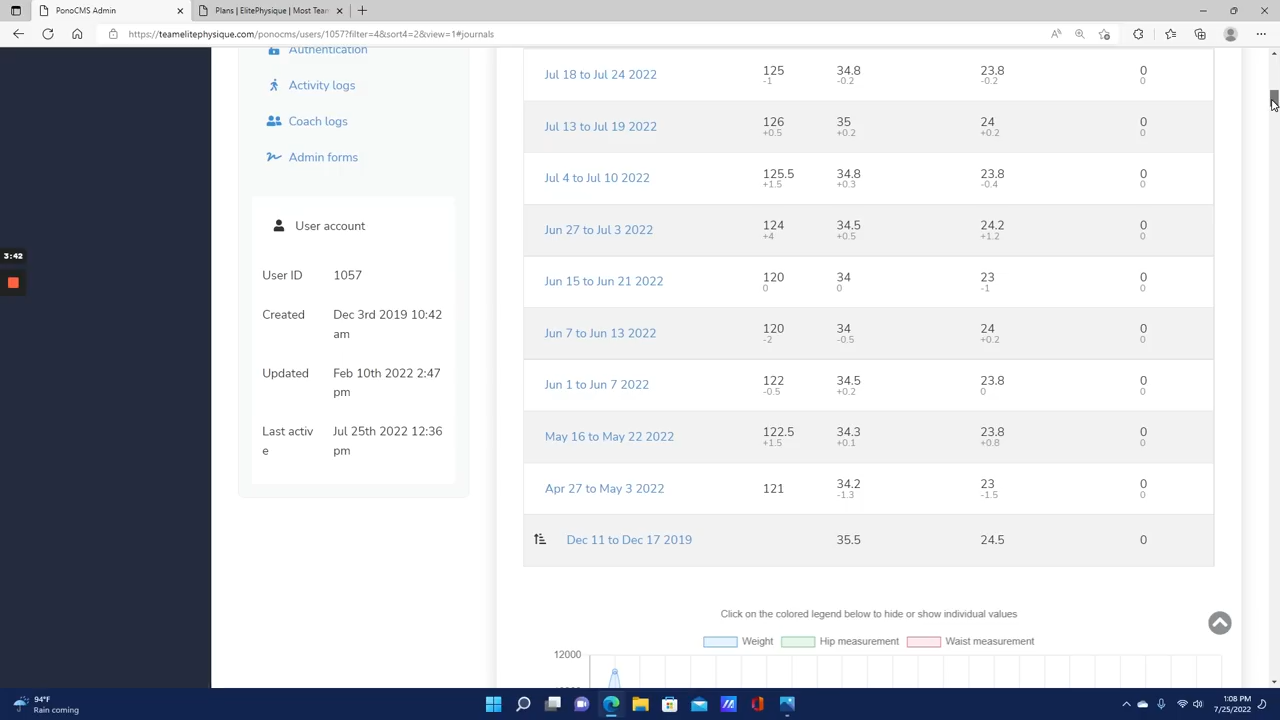 PonoCMS Admin
Plans | ElitePhysique | Most Team
https://teamelitephysique.com/ponocms/users/1057?filter=4&sort4=2&view=1#journals
Authentication
Activity logs
Coach logs
Admin forms
User account
User ID 1057
Created Dec 3rd 2019 10:42
am
Updated Feb 10th 2022 2:47
pm
Last activ Jul 25th 2022 12:36
e pm
3:42
Jul 18 to Jul 24 2022 125 34.8 23.8 0
-1 -0.2 -0.2 0
Jul 13 to Jul 19 2022 126 35 24 0
+0.5 +0.2 +0.2 0
Jul 4 to Jul 10 2022 125.5 34.8 23.8 0
+1.5 +0.3 -0.4 0
Jun 27 to Jul 3 2022 124 34.5 24.2 0
+4 +0.5 +1.2 0
Jun 15 to Jun 21 2022 120 34 23 0
0 0 -1 0
Jun 7 to Jun 13 2022 120 34 24 0
-2 -0.5 +0.2 0
Jun 1 to Jun 7 2022 122 34.5 23.8 0
-0.5 +0.2 0 0
May 16 to May 22 2022 122.5 34.3 23.8 0
+1.5 +0.1 +0.8 0
Apr 27 to May 3 2022 121 34.2 23 0
-1.3 -1.5 0
Dec 11 to Dec 17 2019 35.5 24.5 0
Click on the colored legend below to hide or show individual values
Weight Hip measurement Waist measurement
12000
94°F
Rain coming
1:08 PM
7/25/2022